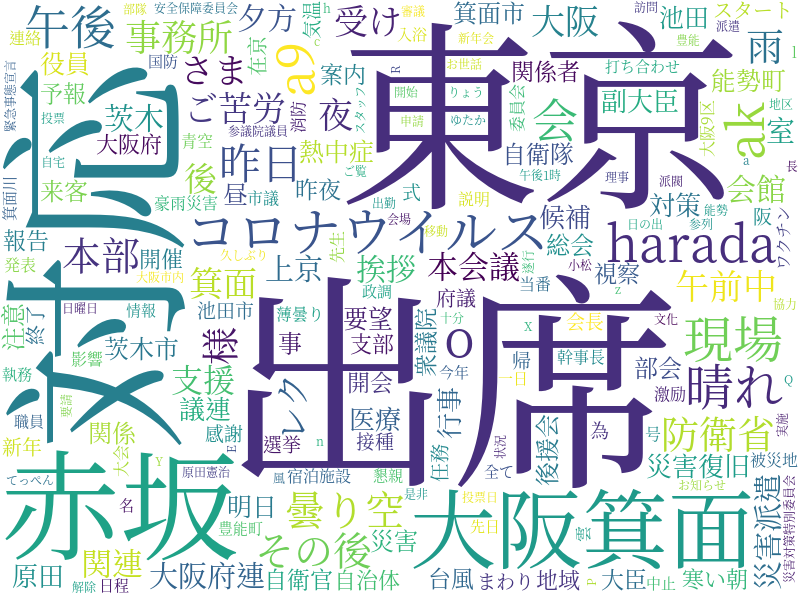 東京
出席
対応
赤坂
大阪箕面
コロナウイルス
harada
o
ak
a9
現場
晴れ
午後
事務所
さま
ご苦労
昨日
夕方
在京
気温
受け
大阪
箕面市
池田
スタート
雨
能勢町
打ち合わせ
関係者
副大臣
室
会
会館
自衛隊
対策
候補
総会
視察
午前中
防衛省
災害復旧
災害派遣
被災地
寒い朝
中止
大臣
地域
まわり
台風
任務
後援会
行事
医療
接種
レク
要望
支部
開会
衆議院
府議
本会議
挨拶
上京
箕面
様
本部
開催
報告
注意
終了
予報
役員
連絡
部隊
安全保障委員会
国防
案内
消防
夜
熱中症
茨木
大阪府
参議院議員
青空
来客
後
昼
市議
昨夜
式
豪雨災害
自宅
投票
緊急事態宣言
箕面川
発表
久しぶり
大阪市内
先生
会場
出勤
移動
説明
委員会
入浴
新年会
審議
お世話
スタッフ
開始
りょう
申請
ゆたか
訪問
派遣
豊能
地区
大阪9区
理事
派閥
長
午後1時
ご覧
日の出
能勢
参列
阪
ワクチン
遂行
小松
当番
政調
十分
薄曇り
池田市
情報
日曜日
影響
茨木市
執務
支援
議連
事
職員
要請
新年
関係
大会
感謝
選挙
原田憲治
てっぺん
曇り空
明日
風
宿泊施設
懇親
状況
全て
今年
帰
幹事長
一日
会長
部会
文化
協力
激励
為
号
実施
お知らせ
災害対策特別委員会
雲
投票日
先日
是非
その後
災害
関連
名
豊能町
原田
解除
日程
大阪府連
自衛官
自治体